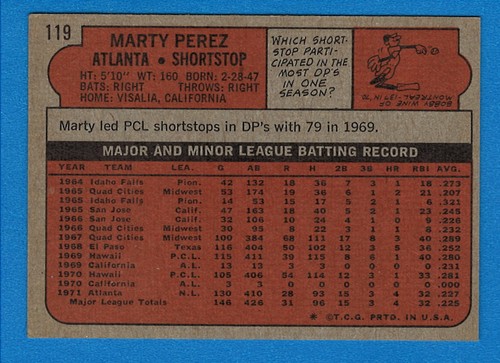 119
MARTY PEREZ
ATLANTA • SHORTSTOP
HT: 5'10" WT: 160 BORN: 2-28-47
BATS: RIGHT THROWS: RIGHT
HOME: VISALIA, CALIFORNIA
WHICH SHORT-
STOP PARTI-
CIPATED IN THE
MOST DP'S
IN ONE
SEASON?
BOBBY WINE OF
MONTREAL-137 IN '70
Marty led PCL shortstops in DP's with 79 in 1969.
MAJOR AND MINOR LEAGUE BATTING RECORD
YEAR TEAM LEA. G AB R H 2B 3B HR RBI AVG.
1964 Idaho Falls Pion. 42 132 18 36 7 3 1 18 .273
1965 Quad Cities Midwest 53 174 19 36 6 1 2 21 .207
1965 Idaho Falls Pion. 14 53 15 17 5 2 1 6 .321
1965 San Jose Calif. 47 163 18 40 5 2 1 23 .245
1966 San Jose Calif. 32 106 10 24 4 1 0 9 .226
1966 Quad Cities Midwest 30 95 8 22 3 1 8 .232
1967 Quad Cities Midwest 100 384 68 111 17 8 3 40 .289
1968 El Paso Texas 116 404 50 102 5 36 .252
1969 Hawaii P.C.L. 115 411 39 115 8 6 1 40 .280
1969 California A.L. 13 13 3 3 0 0 0 0 .231
1970 Hawaii P.C.L. 105 406 54 114 12 3 1 33 .281
1970 California A.L. 3 3 0 0 0 0 0 0 .000
1971 Atlanta N.L. 130 410 28 93 15 3 4 32 .227
Major League Totals 146 426 31 96 15 3 4 32 .225
* © T.C.G. PRTD. IN U.S.A.